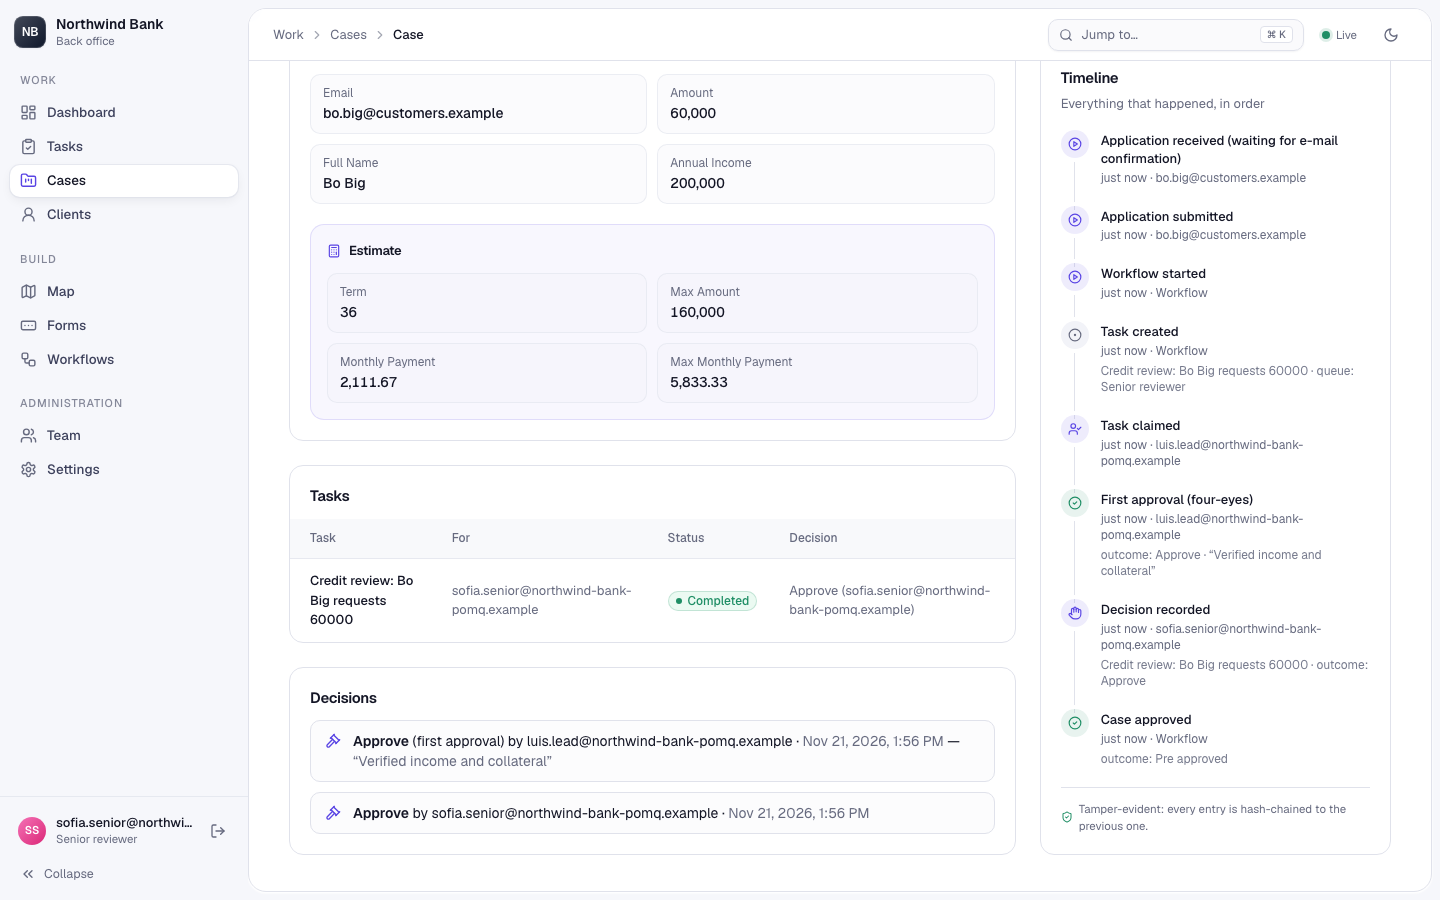 NB
Northwind Bank
Back office
WORK
Dashboard
Tasks
Cases
Clients
BUILD
Map
Forms
Workflows
ADMINISTRATION
Team
Settings
SS
sofia.senior@northwi...
Senior reviewer
Collapse
Work
Cases
Case
Jump to...
⌘ K
Live
Email
bo.big@customers.example
Amount
60,000
Full Name
Bo Big
Annual Income
200,000
Estimate
Term
36
Max Amount
160,000
Monthly Payment
2,111.67
Max Monthly Payment
5,833.33
Tasks
Task
For
Status
Decision
Credit review: Bo
Big requests
60000
sofia.senior@northwind-bank-
pomq.example
Completed
Approve (sofia.senior@northwind-
bank-pomq.example)
Decisions
Approve (first approval) by luis.lead@northwind-bank-pomq.example · Nov 21, 2026, 1:56 PM —
“Verified income and collateral”
Approve by sofia.senior@northwind-bank-pomq.example · Nov 21, 2026, 1:56 PM
Timeline
Everything that happened, in order
Application received (waiting for e-mail
confirmation)
just now · bo.big@customers.example
Application submitted
just now · bo.big@customers.example
Workflow started
just now · Workflow
Task created
just now · Workflow
Credit review: Bo Big requests 60000 · queue:
Senior reviewer
Task claimed
just now · luis.lead@northwind-bank-
pomq.example
First approval (four-eyes)
just now · luis.lead@northwind-bank-
pomq.example
outcome: Approve · “Verified income and
collateral”
Decision recorded
just now · sofia.senior@northwind-bank-
pomq.example
Credit review: Bo Big requests 60000 · outcome:
Approve
Case approved
just now · Workflow
outcome: Pre approved
Tamper-evident: every entry is hash-chained to the
previous one.